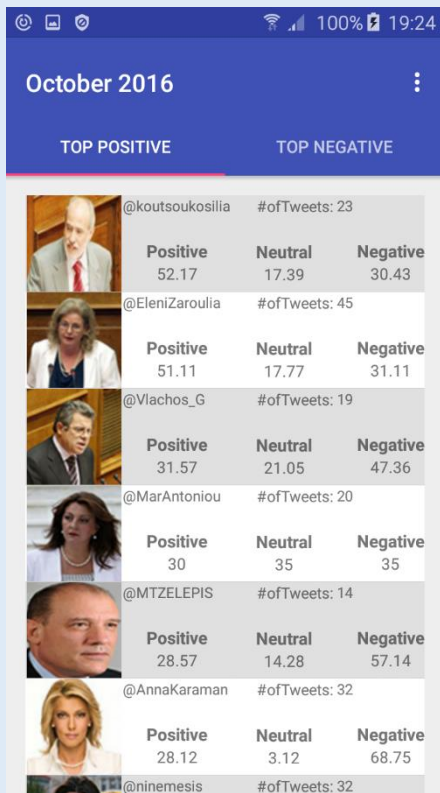 100% 19:24
October 2016
TOP POSITIVE TOP NEGATIVE
@koutsoukosilia #ofTweets: 23
Positive Neutral Negative
52.17 17.39 30.43
@EleniZaroulia #ofTweets: 45
Positive Neutral Negative
51.11 17.77 31.11
@Vlachos_G #ofTweets: 19
Positive Neutral Negative
31.57 21.05 47.36
@MarAntoniou #ofTweets: 20
Positive Neutral Negative
30 35 35
@MTZELEPIS #ofTweets: 14
Positive Neutral Negative
28.57 14.28 57.14
@AnnaKaraman #ofTweets: 32
Positive Neutral Negative
28.12 3.12 68.75
@ninemesis #ofTweets: 32